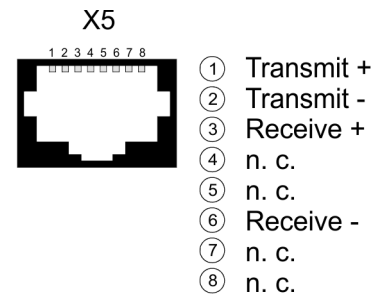 X5
1 2 3 4 5 6 7 8
1 Transmit +
2 Transmit -
3 Receive +
4 n. c.
5 n. c.
6 Receive -
7 n. c.
8 n. c.